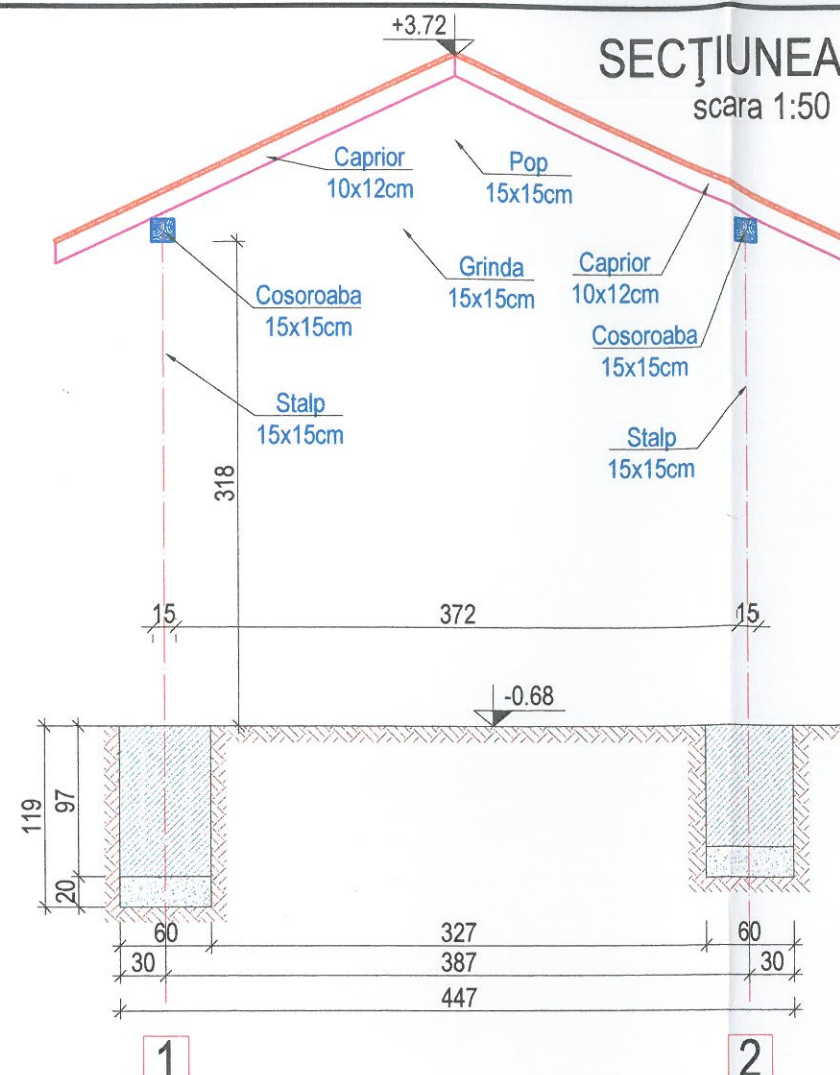 +3.72
SECŢIUNEA
scara 1:50
Caprior
10x12cm
Pop
15x15cm
Grinda
15x15cm
Caprior
10x12cm
Cosoroaba
15x15cm
Cosoroaba
15x15cm
Stalp
15x15cm
Stalp
15x15cm
318
15
372
15
-0.68
119
97
20
60
327
60
30
387
30
447
1
2